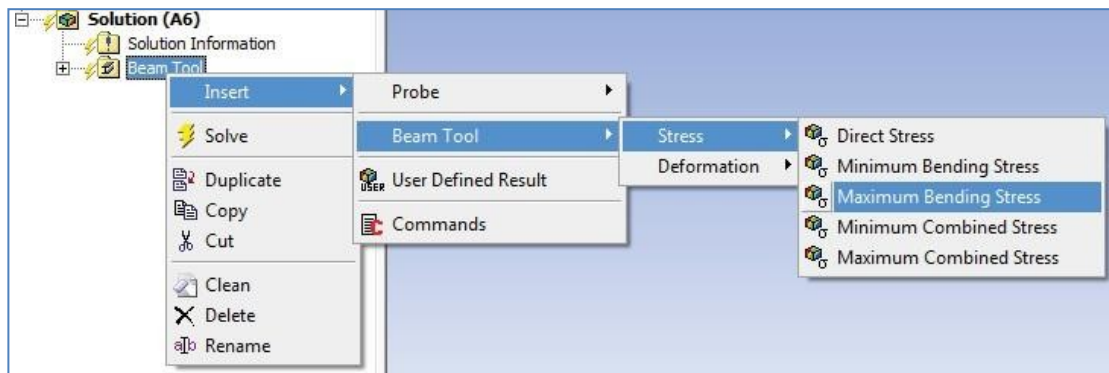 Solution (A6)
Solution Information
Beam Tool
Insert
Solve
Duplicate
Copy
Cut
Clean
Delete
Rename
Probe
Beam Tool
User Defined Result
Commands
Stress
Deformation
Direct Stress
Minimum Bending Stress
Maximum Bending Stress
Minimum Combined Stress
Maximum Combined Stress